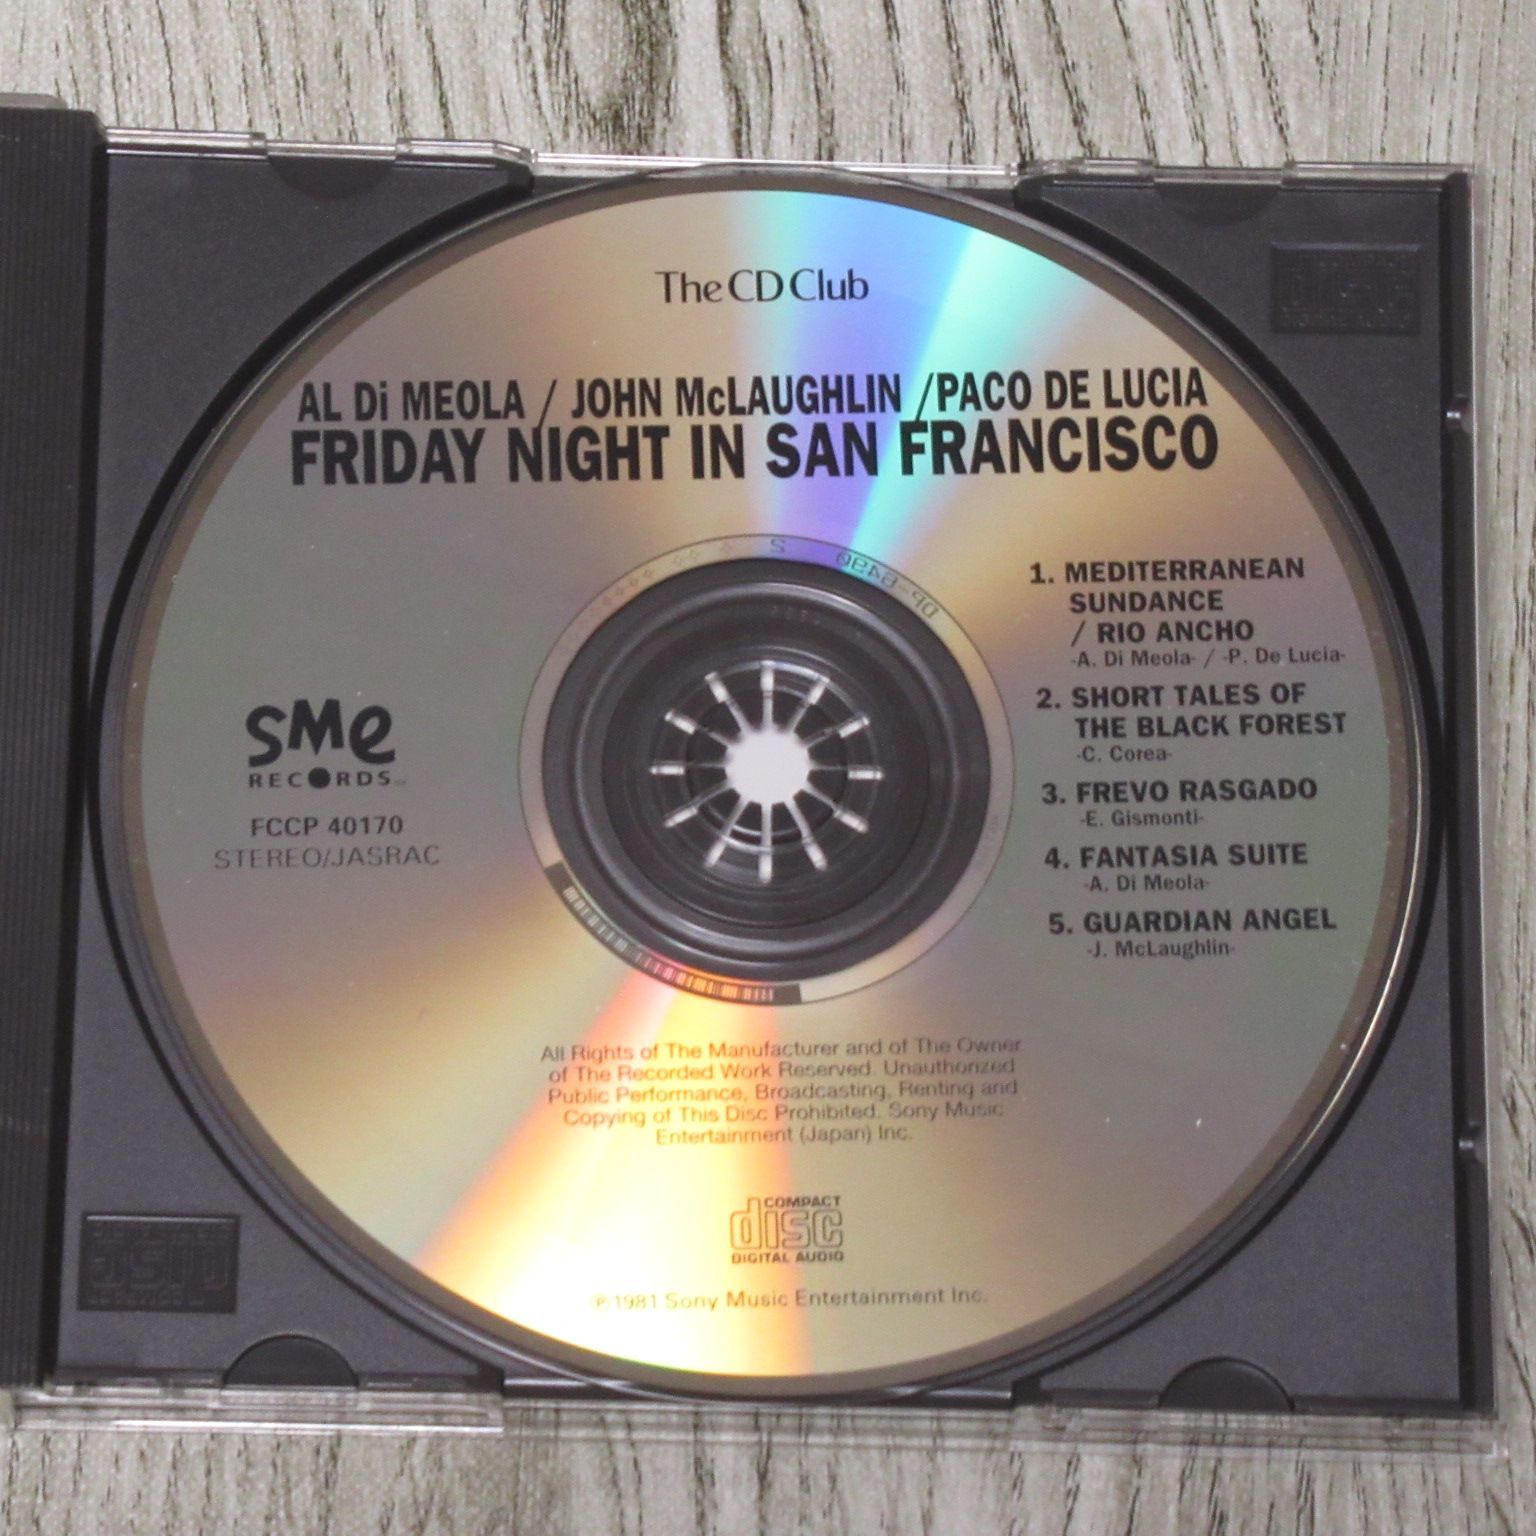 The CD Club
AL Di MEOLA / JOHN McLAUGHLIN / PACO DE LUCIA
FRIDAY NIGHT IN SAN FRANCISCO
1. MEDITERRANEAN
SUNDANCE
/ RIO ANCHO
-A. Di Meola- / -P. De Lucia-
2. SHORT TALES OF
THE BLACK FOREST
-C. Corea-
3. FREVO RASGADO
-E. Gismonti-
4. FANTASIA SUITE
-A. Di Meola-
5. GUARDIAN ANGEL
-J. McLaughlin-
SMe
RECORDS
FCCP 40170
STEREO/JASRAC
All Rights of The Manufacturer and of The Owner
of The Recorded Work Reserved. Unauthorized
Public Performance, Broadcasting, Renting and
Copying of This Disc Prohibited. Sony Music
Entertainment (Japan) Inc.
COMPACT
disc
DIGITAL AUDIO
℗1981 Sony Music Entertainment Inc.